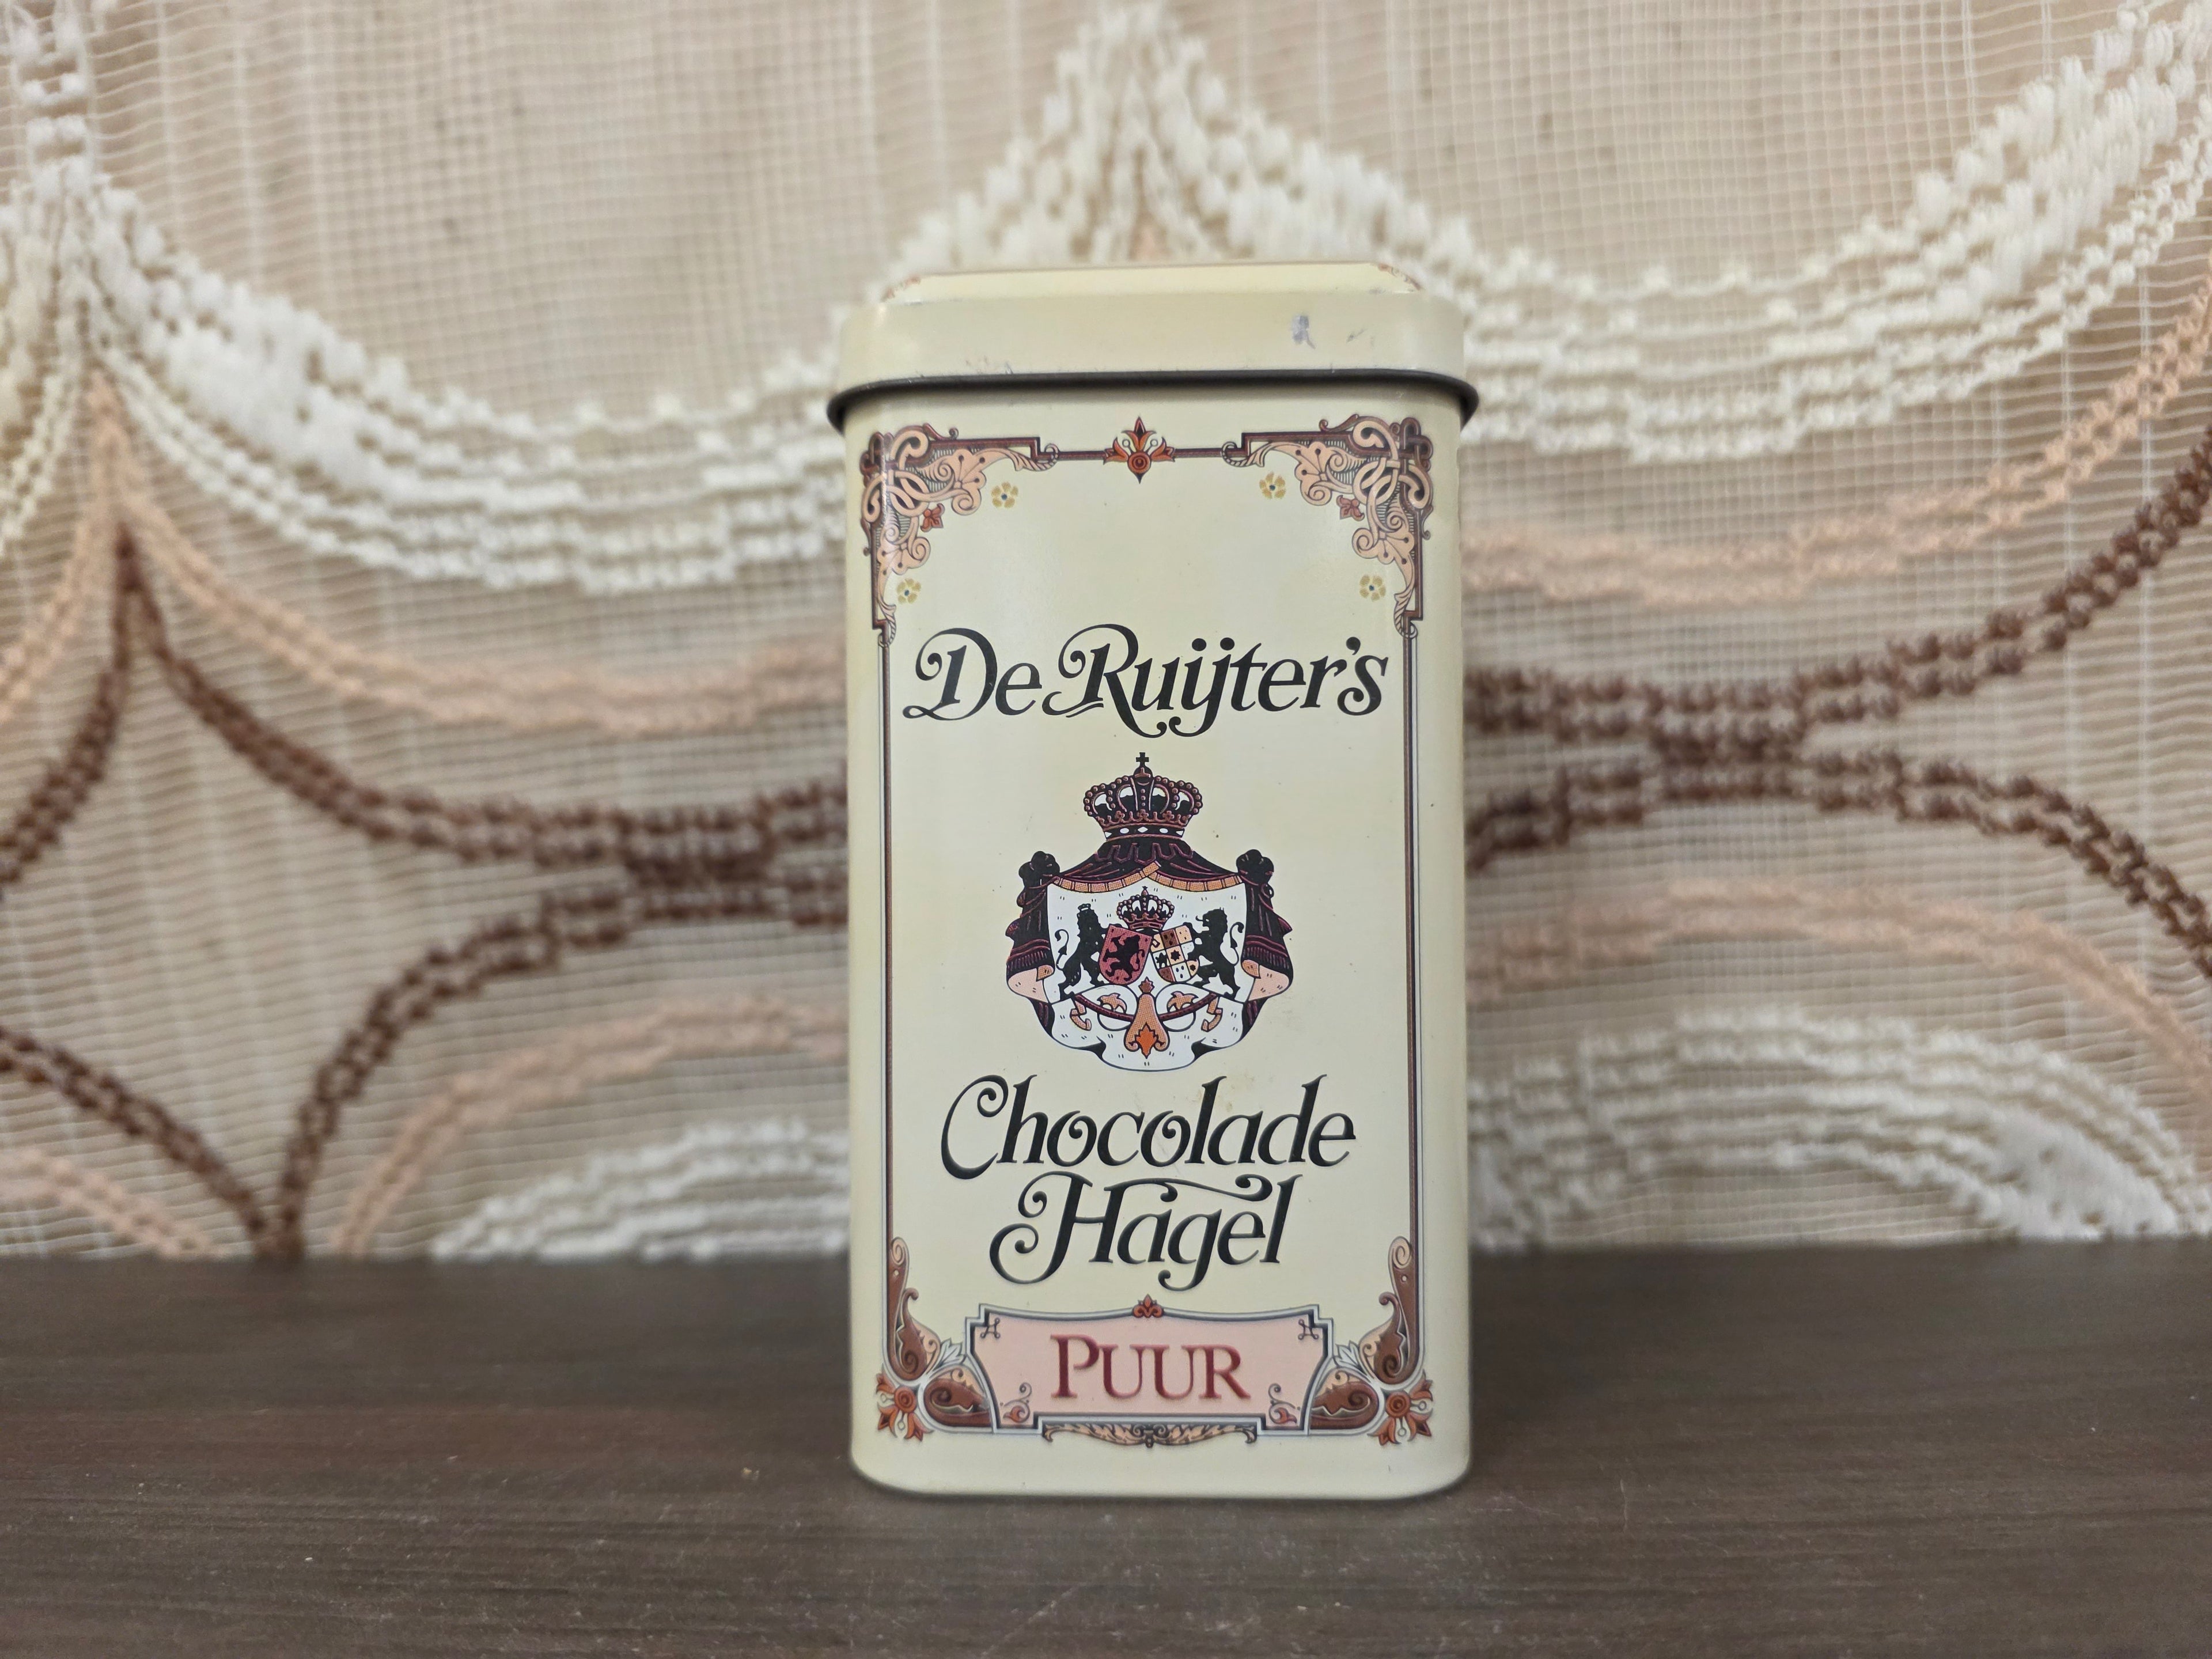 De Ruijter's
Chocolade
Hagel
PUUR